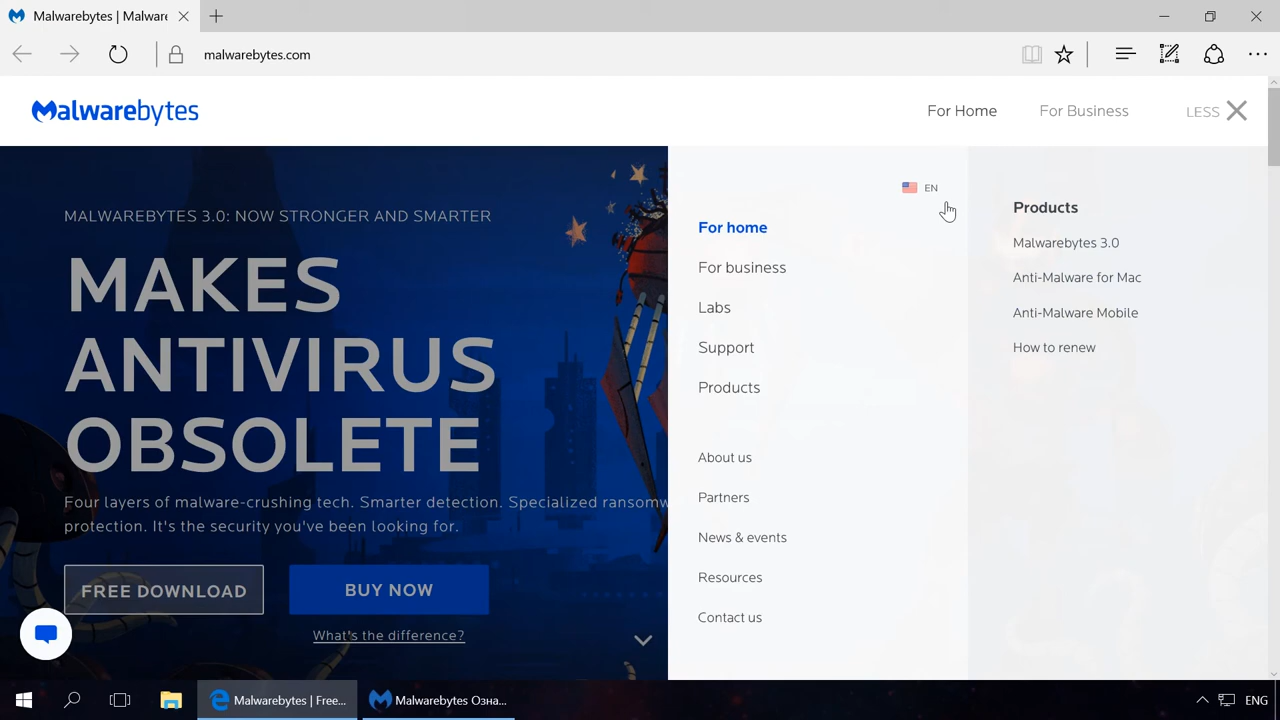 Malwarebytes | Malware
malwarebytes.com
Malwarebytes
For Home
For Business
LESS
MALWAREBYTES 3.0: NOW STRONGER AND SMARTER
MAKES
ANTIVIRUS
OBSOLETE
Four layers of malware-crushing tech. Smarter detection. Specialized ransomw
protection. It's the security you've been looking for.
FREE DOWNLOAD
BUY NOW
What's the difference?
EN
For home
For business
Labs
Support
Products
About us
Partners
News & events
Resources
Contact us
Products
Malwarebytes 3.0
Anti-Malware for Mac
Anti-Malware Mobile
How to renew
Malwarebytes | Free...
Malwarebytes Озна...
ENG